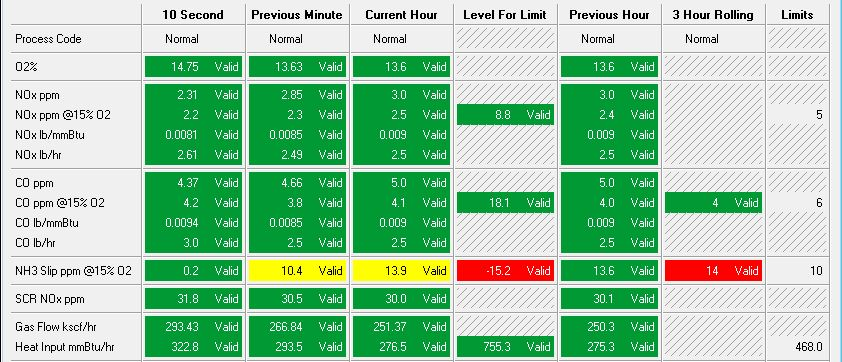 10 Second Previous Minute Current Hour Level For Limit Previous Hour 3 Hour Rolling Limits
Process Code Normal Normal Normal Normal Normal
O2% 14.75 Valid 13.63 Valid 13.6 Valid 13.6 Valid
NOx ppm 2.31 Valid 2.85 Valid 3.0 Valid 3.0 Valid
NOx ppm @15% O2 2.2 Valid 2.3 Valid 2.5 Valid 8.8 Valid 2.4 Valid 5
NOx lb/mmBtu 0.0081 Valid 0.0085 Valid 0.009 Valid 0.009 Valid
NOx lb/hr 2.61 Valid 2.49 Valid 2.5 Valid 2.5 Valid
CO ppm 4.37 Valid 4.66 Valid 5.0 Valid 5.0 Valid
CO ppm @15% O2 4.2 Valid 3.8 Valid 4.1 Valid 18.1 Valid 4.0 Valid 4 Valid 6
CO lb/mmBtu 0.0094 Valid 0.0085 Valid 0.009 Valid 0.009 Valid
CO lb/hr 3.0 Valid 2.5 Valid 2.5 Valid 2.5 Valid
NH3 Slip ppm @15% O2 0.2 Valid 10.4 Valid 13.9 Valid -15.2 Valid 13.6 Valid 14 Valid 10
SCR NOx ppm 31.8 Valid 30.5 Valid 30.0 Valid 30.1 Valid
Gas Flow kscf/hr 293.43 Valid 266.84 Valid 251.37 Valid 250.3 Valid
Heat Input mmBtu/hr 322.8 Valid 293.5 Valid 276.5 Valid 755.3 Valid 275.3 Valid 468.0